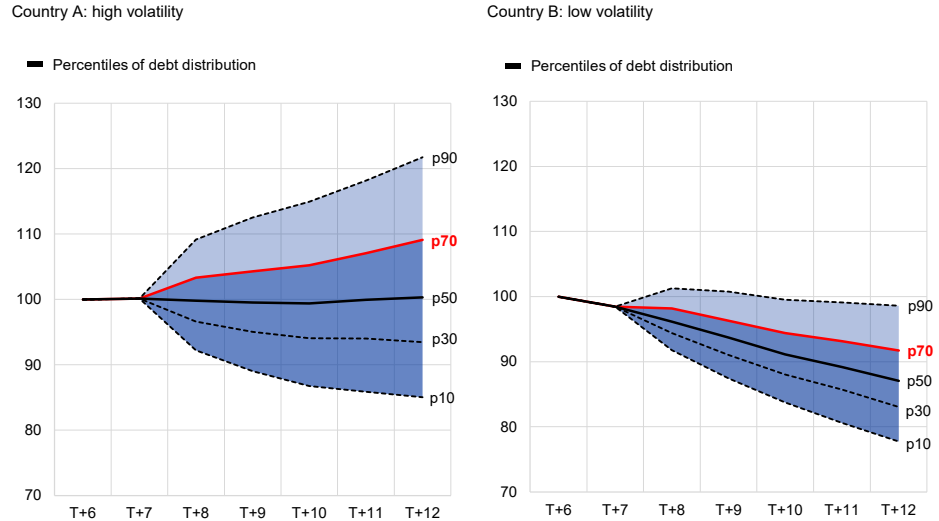 Country A: high volatility
Percentiles of debt distribution
130
120
110
100
90
80
70
p90
p70
p50
p30
p10
T+6 T+7 T+8 T+9 T+10 T+11 T+12
Country B: low volatility
Percentiles of debt distribution
130
120
110
100
90
80
70
p90
p70
p50
p30
p10
T+6 T+7 T+8 T+9 T+10 T+11 T+12